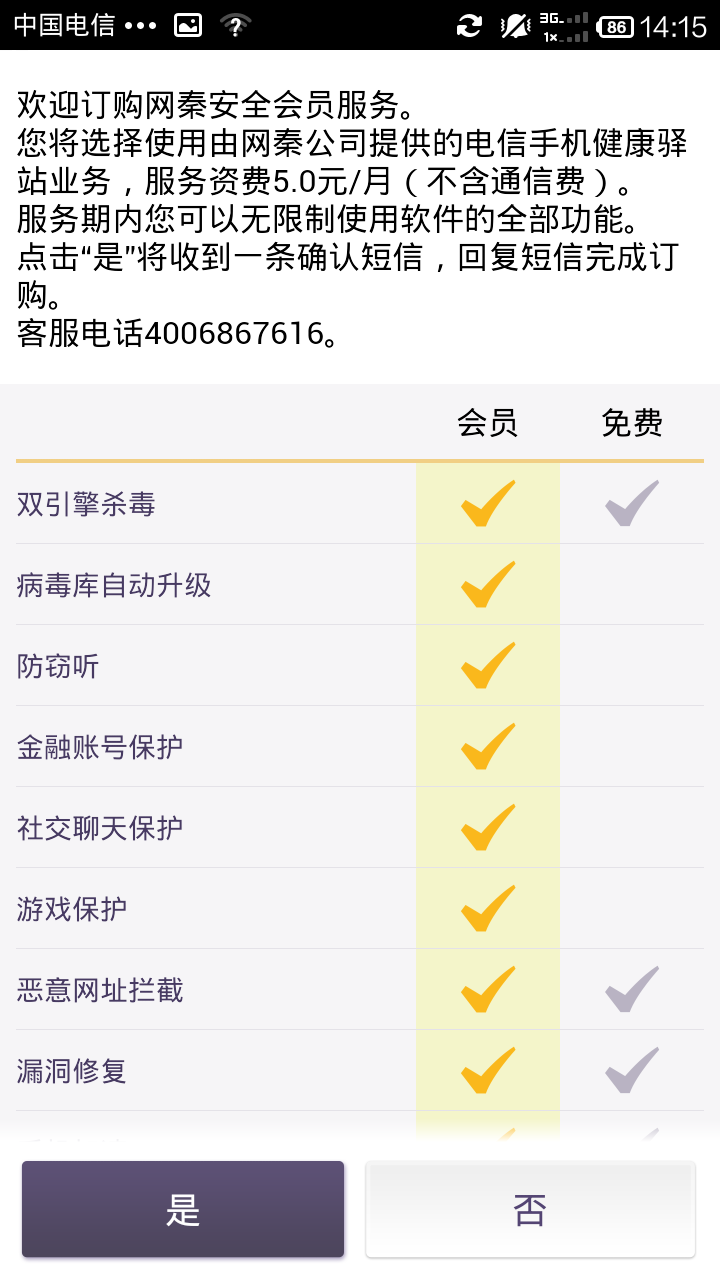 中国电信 ••• 3G 1x 86 14:15
欢迎订购网秦安全会员服务。
您将选择使用由网秦公司提供的电信手机健康驿
站业务，服务资费5.0元/月（不含通信费）。
服务期内您可以无限制使用软件的全部功能。
点击“是”将收到一条确认短信，回复短信完成订
购。
客服电话4006867616。
会员 免费
双引擎杀毒
病毒库自动升级
防窃听
金融账号保护
社交聊天保护
游戏保护
恶意网址拦截
漏洞修复
是 否